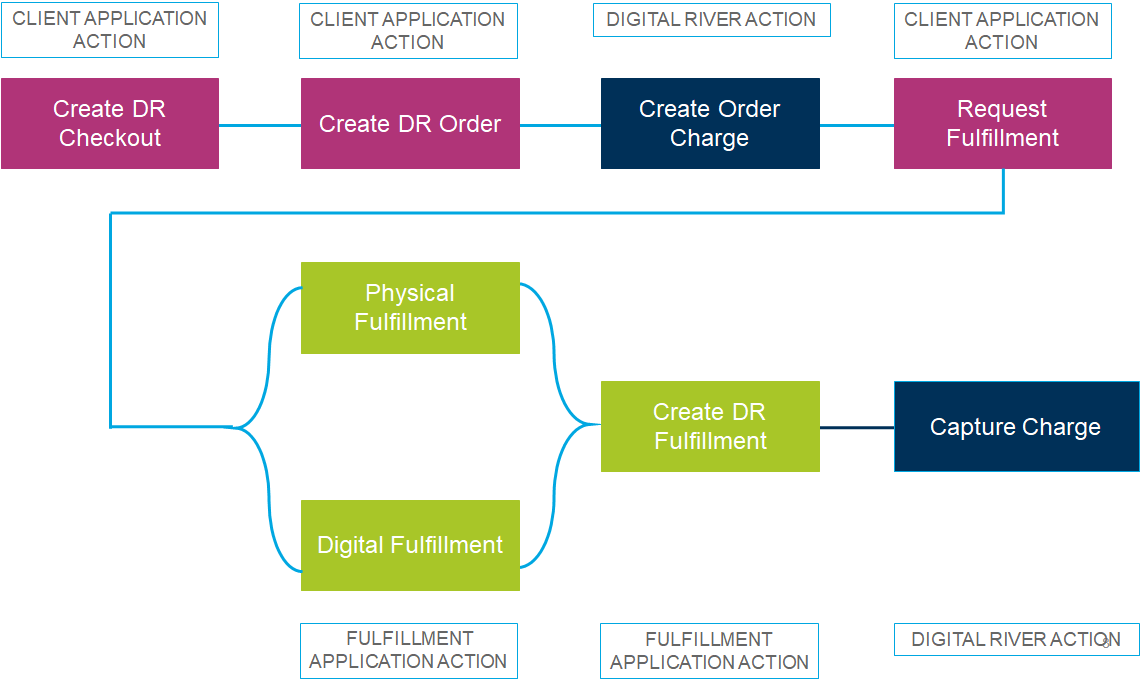 CLIENT APPLICATION
ACTION
CLIENT APPLICATION
ACTION
DIGITAL RIVER ACTION
CLIENT APPLICATION
ACTION
Create DR
Checkout
Create DR Order
Create Order
Charge
Request
Fulfillment
Physical
Fulfillment
Create DR
Fulfillment
Capture Charge
Digital Fulfillment
FULFILLMENT
APPLICATION ACTION
FULFILLMENT
APPLICATION ACTION
DIGITAL RIVER ACTION